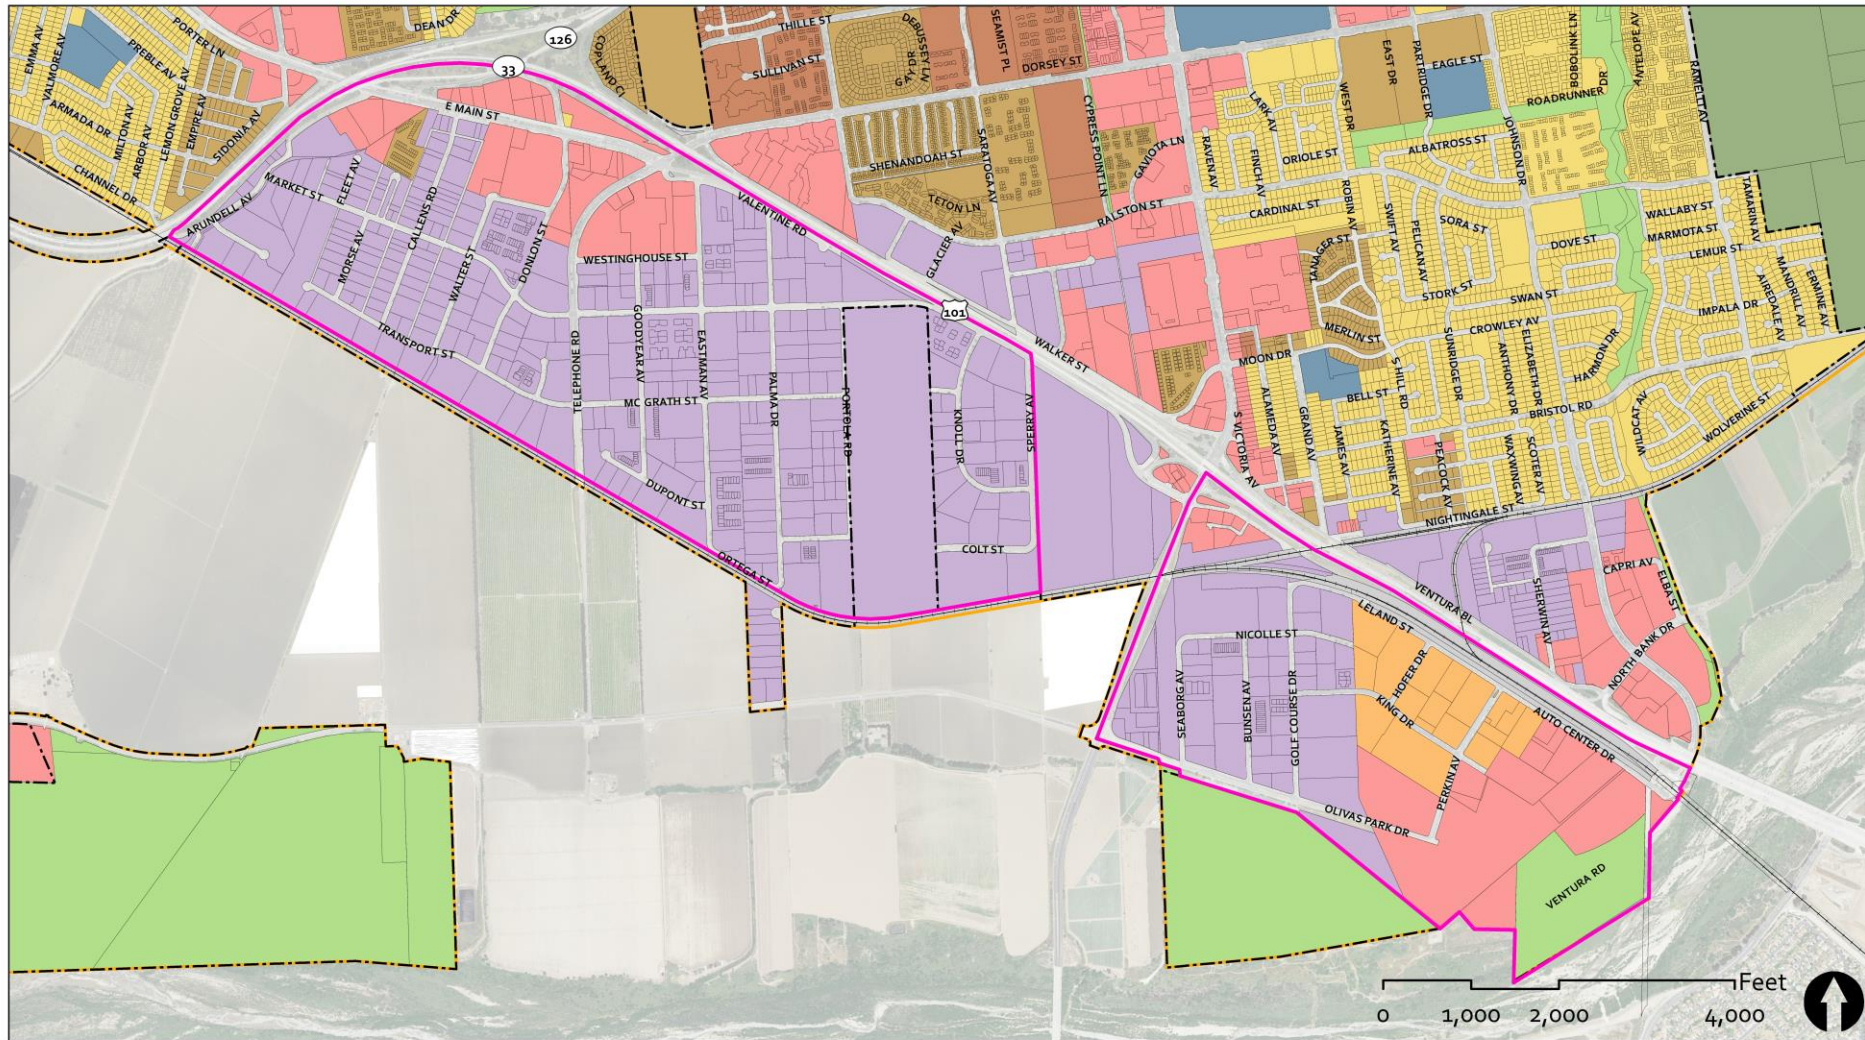 DEAN DR
THILLE ST
DEBUSSEY LN
SEAMIST PL
EMMA AV
VALMORE AV
PORTER LN
PREBLE AV
126
COPLAND CL
SULLIVAN ST
GAY DR
DORSEY ST
EAST DR
PARTRIDGE DR
EAGLE ST
BOBOLINK LN
DR
ANTELOPE AV
RAMELLI AV
33
E MAIN ST
ARMADA DR
MILTON AV
ARBOR AV
LEMON GROVE AV
EMPIRE AV
SIDONIA AV
CHANNEL DR
CYPRESS POINT LN
LARK AV
WEST DR
ROADRUNNER
JOHNSON DR
SHENANDOAH ST
SARATOGA AV
GAVIOTA LN
RAVEN AV
FINCH AV
ORIOLE ST
ALBATROSS ST
MARKET ST
FLEET AV
CALLENS RD
ARUNDELL AV
VALENTINE RD
TETON LN
RALSTON ST
CARDINAL ST
ROBIN AV
SWIFT AV
PELICAN AV
SORA ST
WALLABY ST
TAMARIN AV
MARMOTA ST
DOVE ST
LEMUR ST
MORSE AV
WALTER ST
DONLON ST
WESTINGHOUSE ST
GLACIER AV
TANAGER ST
STORK ST
SWAN ST
AIREDALE AV
MANDRILL AV
ERMINE AV
IMPALA DR
TRANSPORT ST
TELEPHONE RD
GOODYEAR AV
EASTMAN AV
101
WALKER ST
MERLIN ST
CROWLEY AV
MOON DR
SUNRIDGE DR
ANTHONY DR
ELIZABETH DR
HARMON DR
PALMA DR
PORTOLA RD
MC GRATH ST
KNOLL DR
SPERRY AV
S VICTORIA AV
ALAMEDA AV
GRAND AV
JAMES AV
BELL ST
S HILL RD
KATHERINE AV
PEACOCK AV
WAXWING AV
SCOTER AV
BRISTOL RD
WILDCAT AV
WOLVERINE ST
DUPONT ST
NIGHTINGALE ST
ORTEGA ST
COLT ST
VENTURA BL
CAPRI AV
ELBA ST
SHERWIN AV
LELAND ST
NICOLLE ST
NORTH BANK DR
SEABORG AV
BUNSEN AV
GOLF COURSE DR
HOFER DR
KING DR
AUTO CENTER DR
PERKIN AV
OLIVAS PARK DR
VENTURA RD
Feet
0 1,000 2,000 4,000